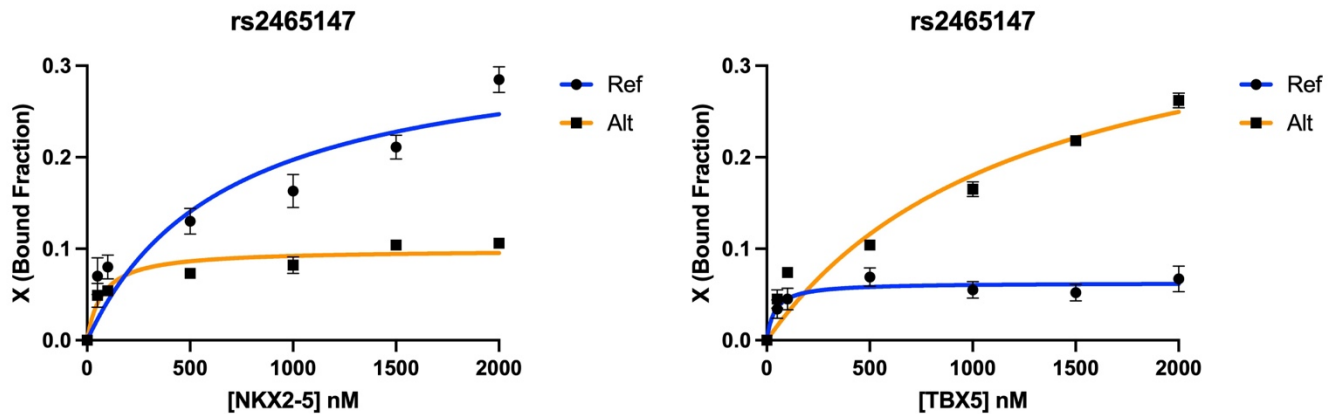 rs2465147
X (Bound Fraction)
0.3
0.2
0.1
0.0
0
500
1000
1500
2000
[NKX2-5] nM
Ref
Alt
rs2465147
X (Bound Fraction)
0.3
0.2
0.1
0.0
0
500
1000
1500
2000
[TBX5] nM
Ref
Alt